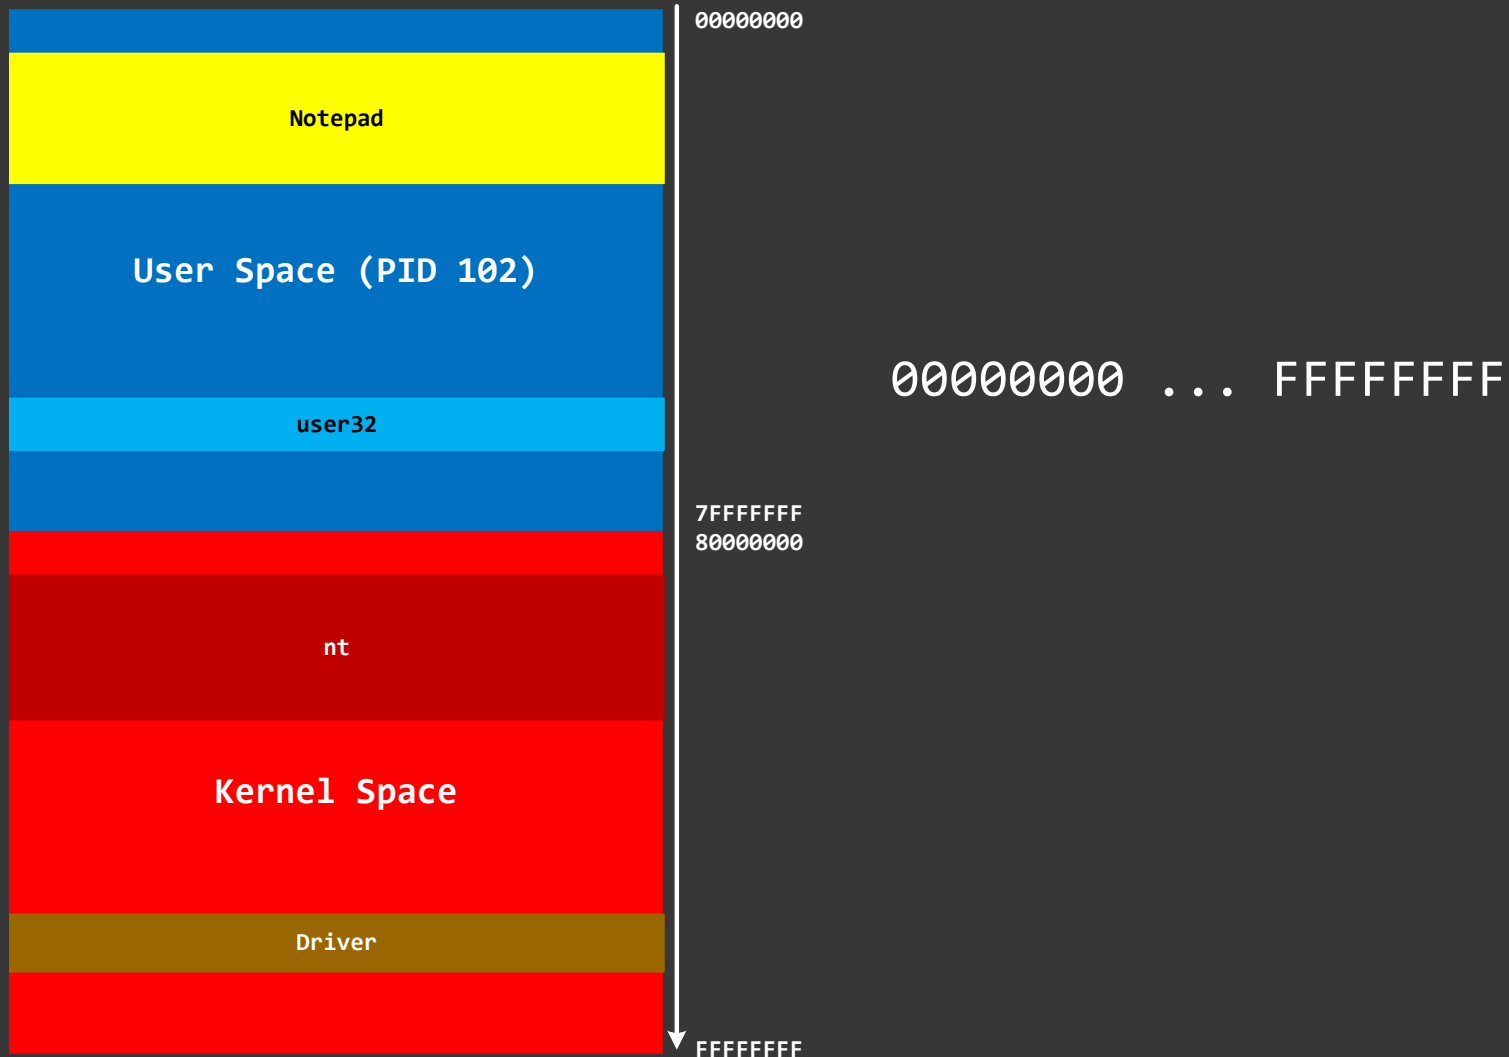 00000000
Notepad
User Space (PID 102)
00000000 ... FFFFFFFF
user32
7FFFFFFF
80000000
nt
Kernel Space
Driver
FFFFFFFF